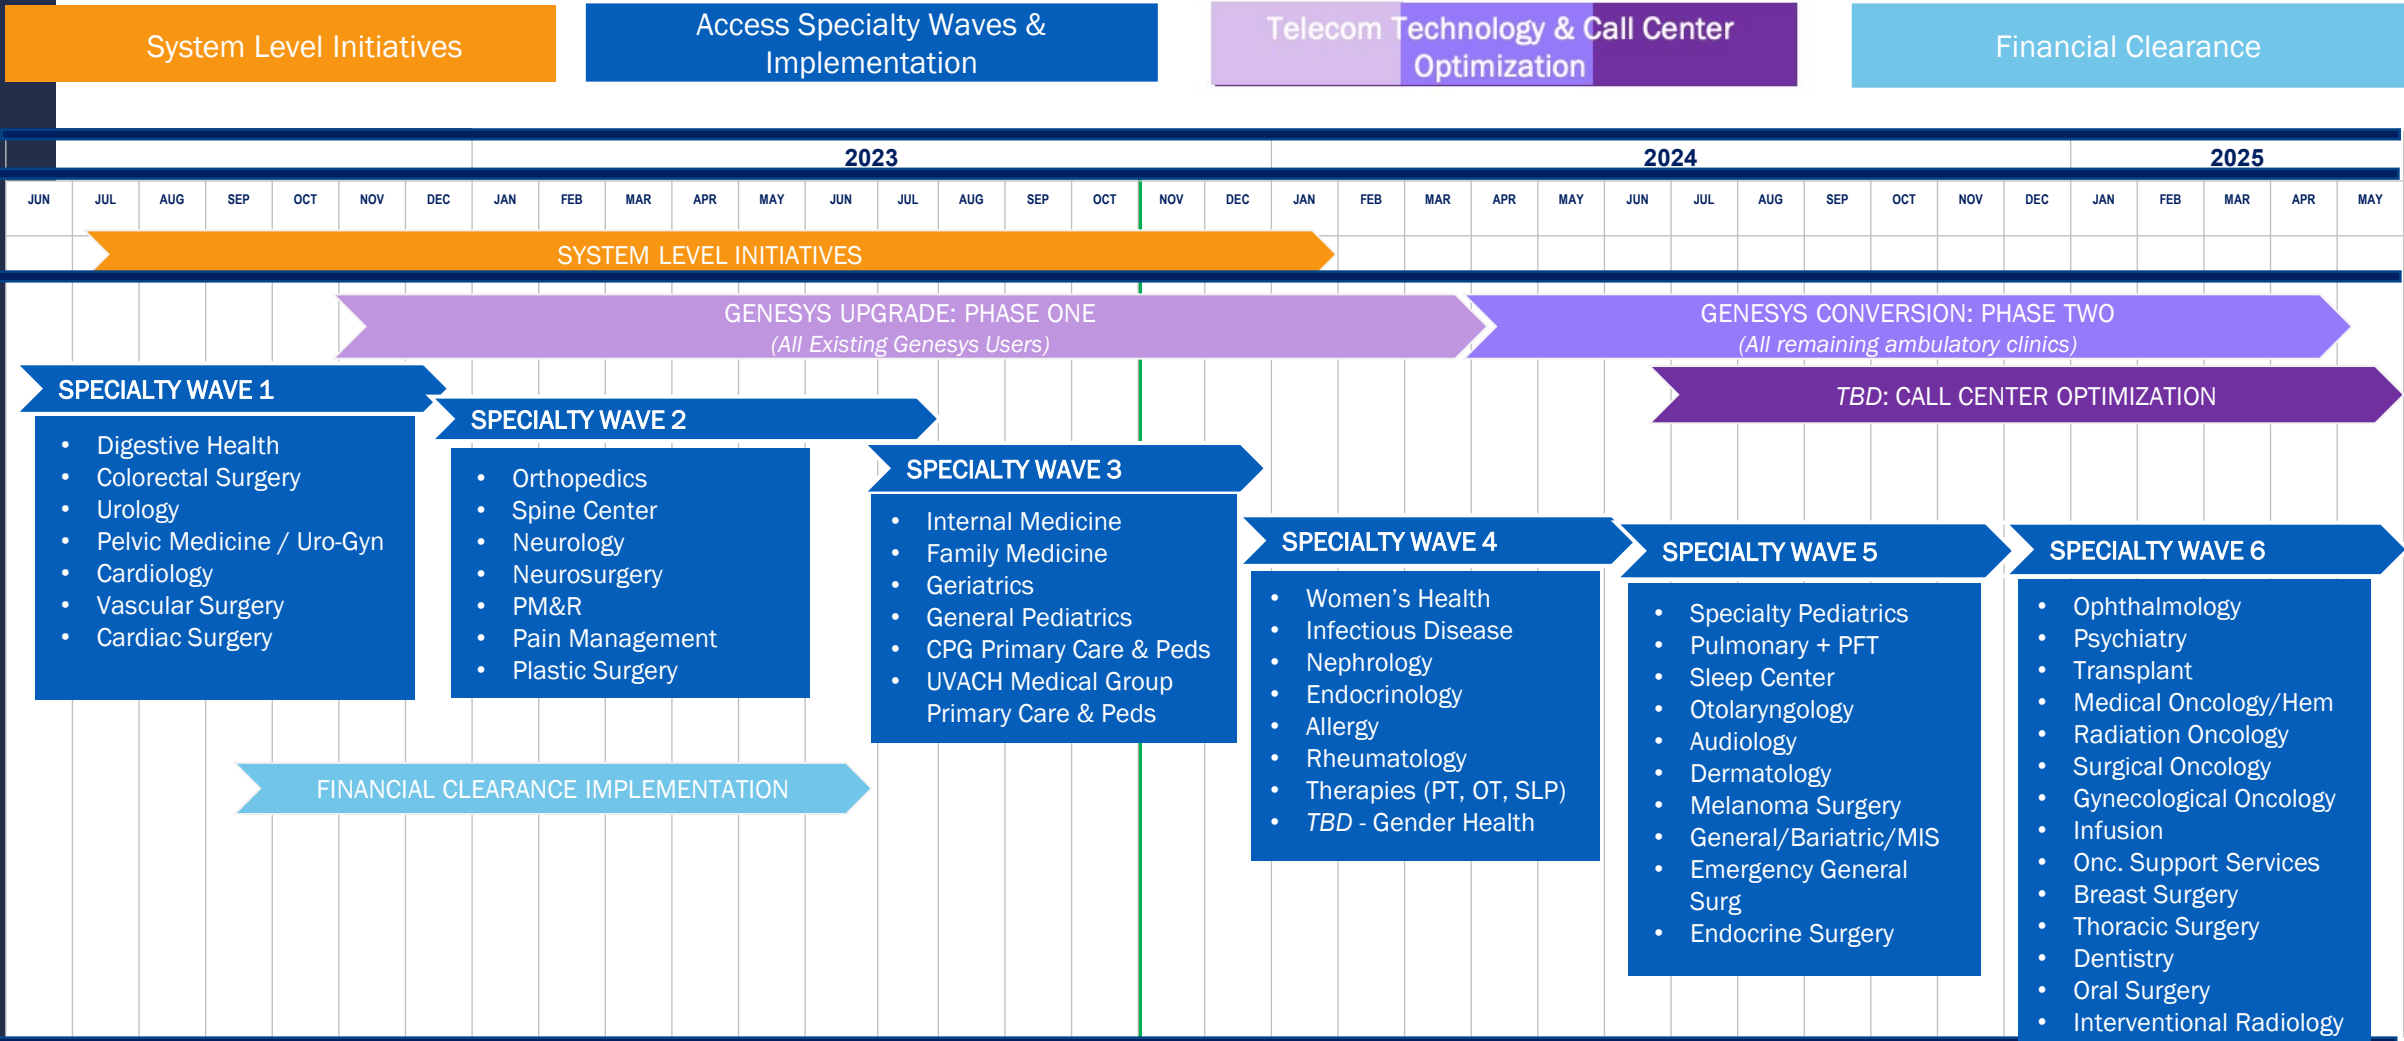 System Level Initiatives
Access Specialty Waves &
Implementation
Telecom Technology & Call Center
Optimization
Financial Clearance
2023
2024
2025
JUN JUL AUG SEP OCT NOV DEC JAN FEB MAR APR MAY JUN JUL AUG SEP OCT NOV DEC JAN FEB MAR APR MAY JUN JUL AUG SEP OCT NOV DEC JAN FEB MAR APR MAY
SYSTEM LEVEL INITIATIVES
GENESYS UPGRADE: PHASE ONE
(All Existing Genesys Users)
GENESYS CONVERSION: PHASE TWO
(All remaining ambulatory clinics)
TBD: CALL CENTER OPTIMIZATION
SPECIALTY WAVE 1
• Digestive Health
• Colorectal Surgery
• Urology
• Pelvic Medicine / Uro-Gyn
• Cardiology
• Vascular Surgery
• Cardiac Surgery
SPECIALTY WAVE 2
• Orthopedics
• Spine Center
• Neurology
• Neurosurgery
• PM&R
• Pain Management
• Plastic Surgery
SPECIALTY WAVE 3
• Internal Medicine
• Family Medicine
• Geriatrics
• General Pediatrics
• CPG Primary Care & Peds
• UVACH Medical Group
Primary Care & Peds
SPECIALTY WAVE 4
• Women's Health
• Infectious Disease
• Nephrology
• Endocrinology
• Allergy
• Rheumatology
• Therapies (PT, OT, SLP)
• TBD - Gender Health
SPECIALTY WAVE 5
• Specialty Pediatrics
• Pulmonary + PFT
• Sleep Center
• Otolaryngology
• Audiology
• Dermatology
• Melanoma Surgery
• General/Bariatric/MIS
• Emergency General
Surg
• Endocrine Surgery
SPECIALTY WAVE 6
• Ophthalmology
• Psychiatry
• Transplant
• Medical Oncology/Hem
• Radiation Oncology
• Surgical Oncology
• Gynecological Oncology
• Infusion
• Onc. Support Services
• Breast Surgery
• Thoracic Surgery
• Dentistry
• Oral Surgery
• Interventional Radiology
FINANCIAL CLEARANCE IMPLEMENTATION